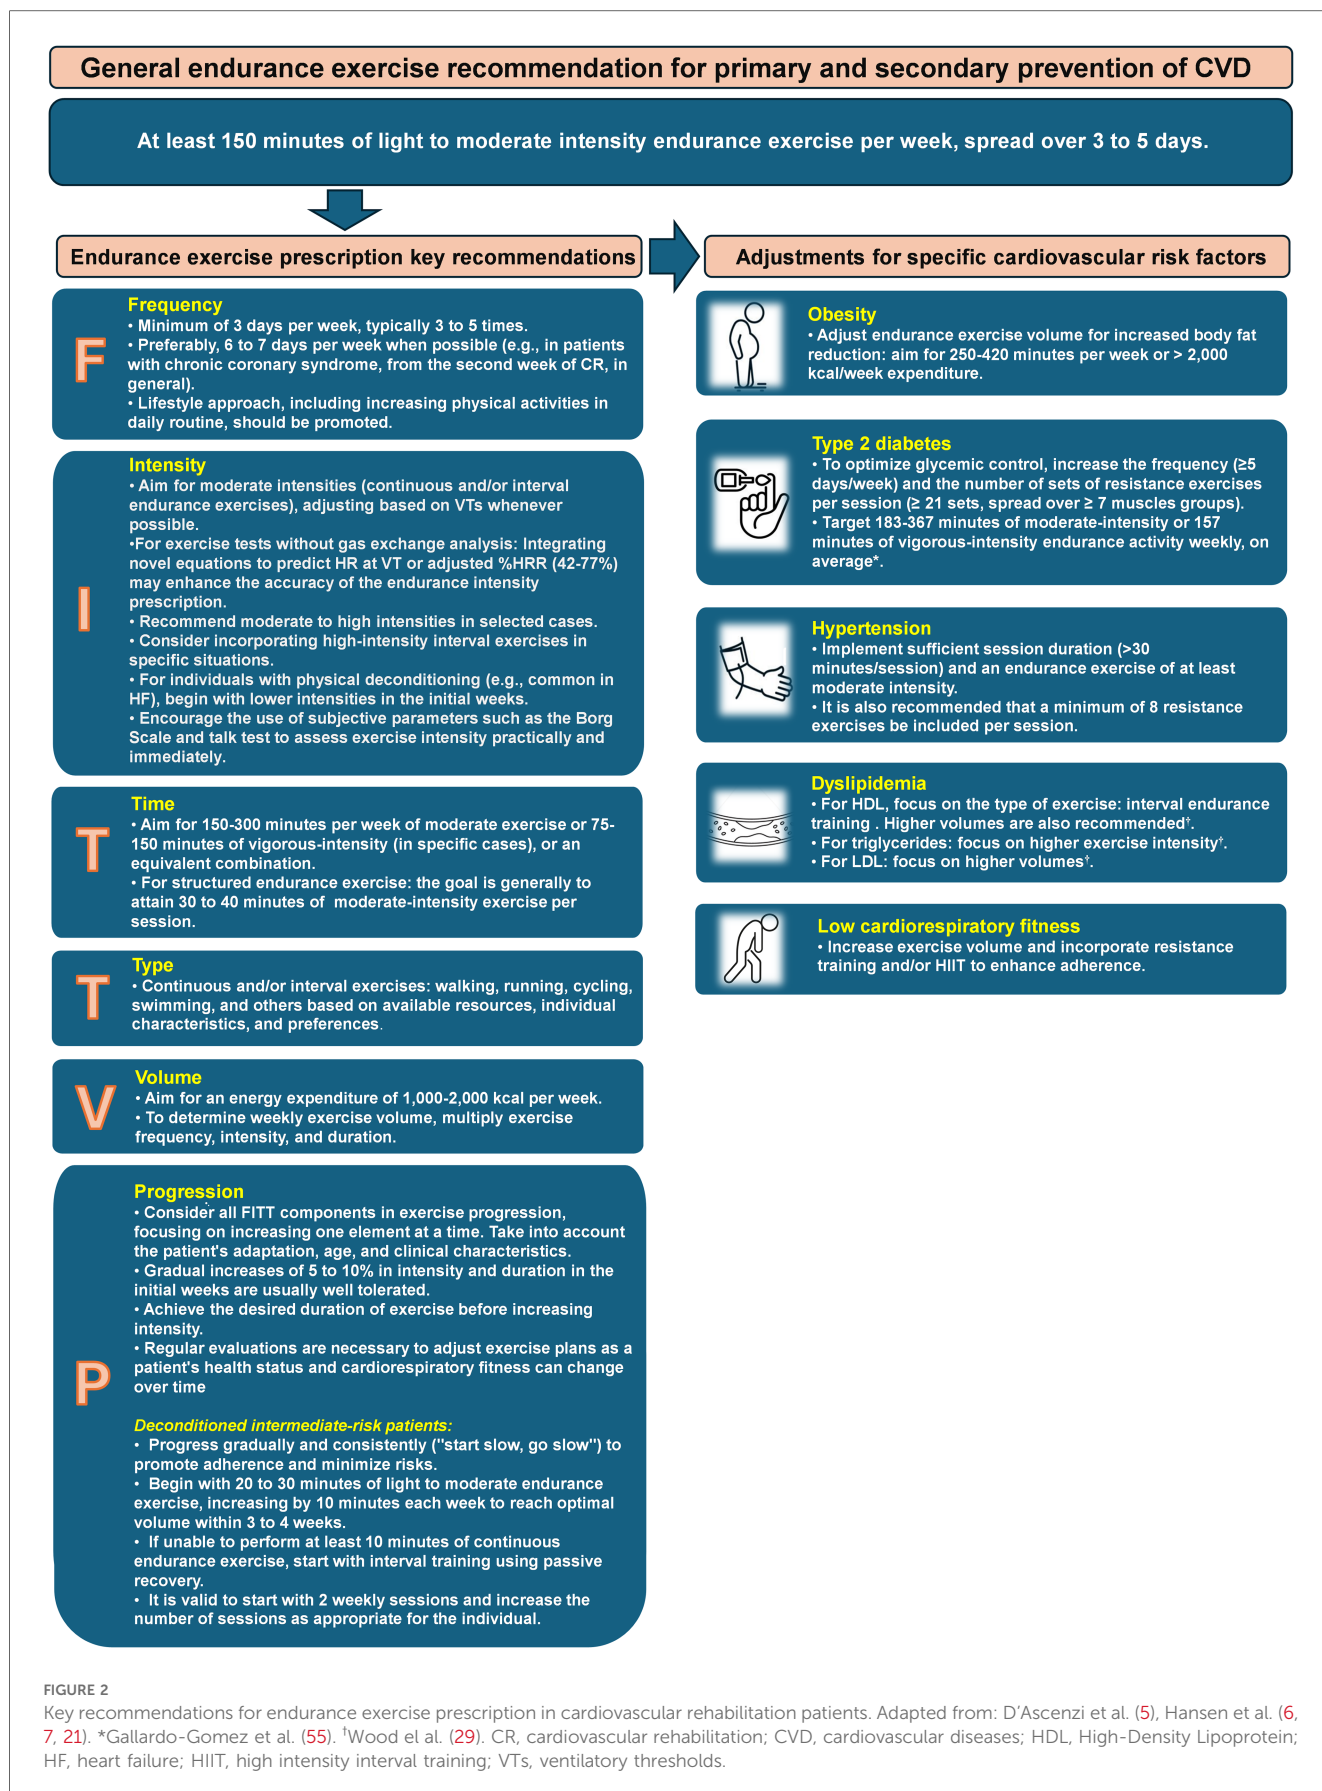 General endurance exercise recommendation for primary and secondary prevention of CVD
At least 150 minutes of light to moderate intensity endurance exercise per week, spread over 3 to 5 days.
Endurance exercise prescription key recommendations
F
Frequency
• Minimum of 3 days per week, typically 3 to 5 times.
• Preferably, 6 to 7 days per week when possible (e.g., in patients
with chronic coronary syndrome, from the second week of CR, in
general).
• Lifestyle approach, including increasing physical activities in
daily routine, should be promoted.
I
Intensity
• Aim for moderate intensities (continuous and/or interval
endurance exercises), adjusting based on VTs whenever
possible.
•For exercise tests without gas exchange analysis: Integrating
novel equations to predict HR at VT or adjusted %HRR (42-77%)
may enhance the accuracy of the endurance intensity
prescription.
• Recommend moderate to high intensities in selected cases.
• Consider incorporating high-intensity interval exercises in
specific situations.
• For individuals with physical deconditioning (e.g., common in
HF), begin with lower intensities in the initial weeks.
• Encourage the use of subjective parameters such as the Borg
Scale and talk test to assess exercise intensity practically and
immediately.
T
Time
• Aim for 150-300 minutes per week of moderate exercise or 75-
150 minutes of vigorous-intensity (in specific cases), or an
equivalent combination.
• For structured endurance exercise: the goal is generally to
attain 30 to 40 minutes of moderate-intensity exercise per
session.
T
Type
• Continuous and/or interval exercises: walking, running, cycling,
swimming, and others based on available resources, individual
characteristics, and preferences.
V
Volume
• Aim for an energy expenditure of 1,000-2,000 kcal per week.
• To determine weekly exercise volume, multiply exercise
frequency, intensity, and duration.
P
Progression
• Consider all FITT components in exercise progression,
focusing on increasing one element at a time. Take into account
the patient's adaptation, age, and clinical characteristics.
• Gradual increases of 5 to 10% in intensity and duration in the
initial weeks are usually well tolerated.
• Achieve the desired duration of exercise before increasing
intensity.
• Regular evaluations are necessary to adjust exercise plans as a
patient's health status and cardiorespiratory fitness can change
over time
Deconditioned intermediate-risk patients:
• Progress gradually and consistently ("start slow, go slow") to
promote adherence and minimize risks.
• Begin with 20 to 30 minutes of light to moderate endurance
exercise, increasing by 10 minutes each week to reach optimal
volume within 3 to 4 weeks.
• If unable to perform at least 10 minutes of continuous
endurance exercise, start with interval training using passive
recovery.
• It is valid to start with 2 weekly sessions and increase the
number of sessions as appropriate for the individual.
Adjustments for specific cardiovascular risk factors
Obesity
• Adjust endurance exercise volume for increased body fat
reduction: aim for 250-420 minutes per week or > 2,000
kcal/week expenditure.
Type 2 diabetes
• To optimize glycemic control, increase the frequency (≥5
days/week) and the number of sets of resistance exercises
per session (≥ 21 sets, spread over ≥ 7 muscles groups).
• Target 183-367 minutes of moderate-intensity or 157
minutes of vigorous-intensity endurance activity weekly, on
average*.
Hypertension
• Implement sufficient session duration (>30
minutes/session) and an endurance exercise of at least
moderate intensity.
• It is also recommended that a minimum of 8 resistance
exercises be included per session.
Dyslipidemia
• For HDL, focus on the type of exercise: interval endurance
training . Higher volumes are also recommended†.
• For triglycerides: focus on higher exercise intensity†.
• For LDL: focus on higher volumes†.
Low cardiorespiratory fitness
• Increase exercise volume and incorporate resistance
training and/or HIIT to enhance adherence.
FIGURE 2
Key recommendations for endurance exercise prescription in cardiovascular rehabilitation patients. Adapted from: D'Ascenzi et al. (5), Hansen et al. (6,
7, 21). *Gallardo-Gomez et al. (55). †Wood el al. (29). CR, cardiovascular rehabilitation; CVD, cardiovascular diseases; HDL, High-Density Lipoprotein;
HF, heart failure; HIIT, high intensity interval training; VTs, ventilatory thresholds.